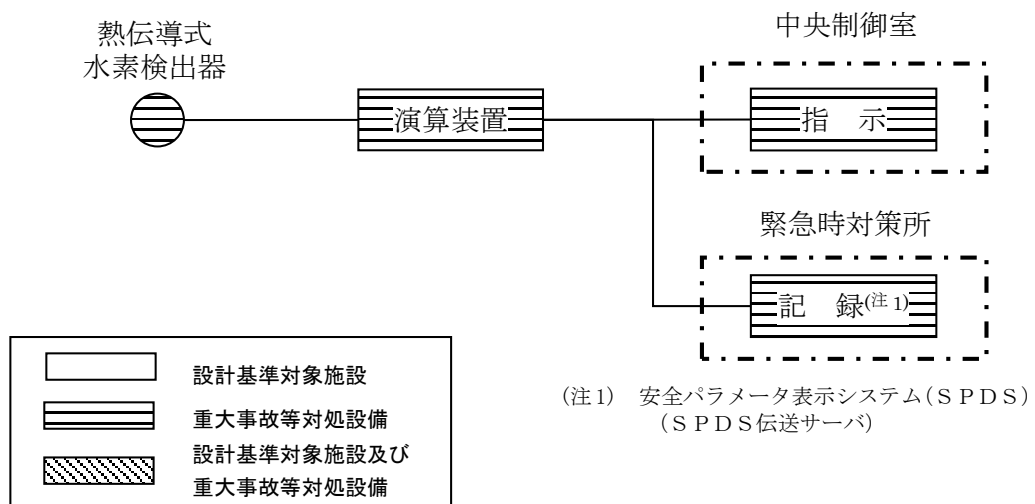 熱伝導式
水素検出器
演算装置
中央制御室
指　示
緊急時対策所
記　録(注1)
(注1)　安全パラメータ表示システム(ＳＰＤＳ)
(ＳＰＤＳ伝送サーバ)
設計基準対象施設
重大事故等対処設備
設計基準対象施設及び
重大事故等対処設備